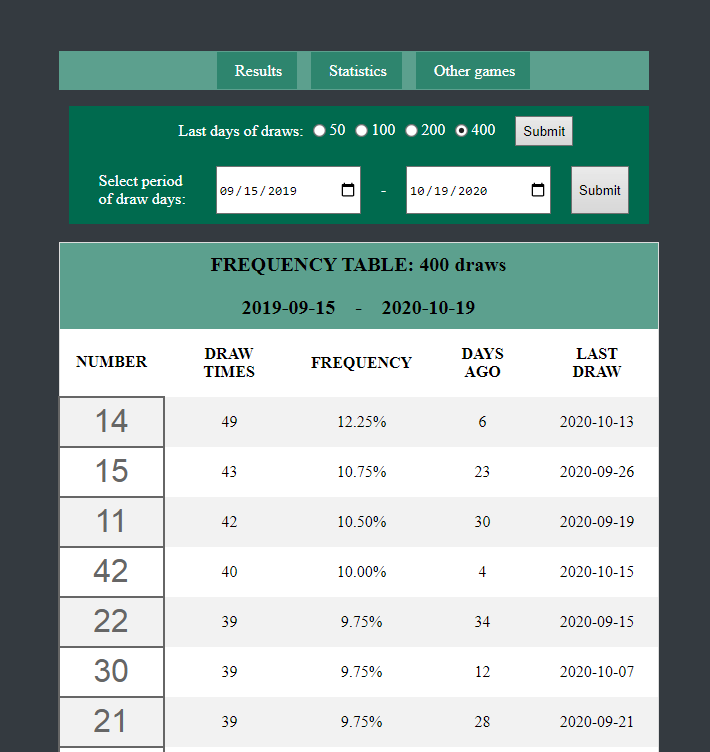 Results Statistics Other games
Last days of draws: 50 100 200 400 Submit
Select period
of draw days: 09/15/2019 - 10/19/2020 Submit
FREQUENCY TABLE: 400 draws
2019-09-15 - 2020-10-19
NUMBER DRAW TIMES FREQUENCY DAYS AGO LAST DRAW
14 49 12.25% 6 2020-10-13
15 43 10.75% 23 2020-09-26
11 42 10.50% 30 2020-09-19
42 40 10.00% 4 2020-10-15
22 39 9.75% 34 2020-09-15
30 39 9.75% 12 2020-10-07
21 39 9.75% 28 2020-09-21